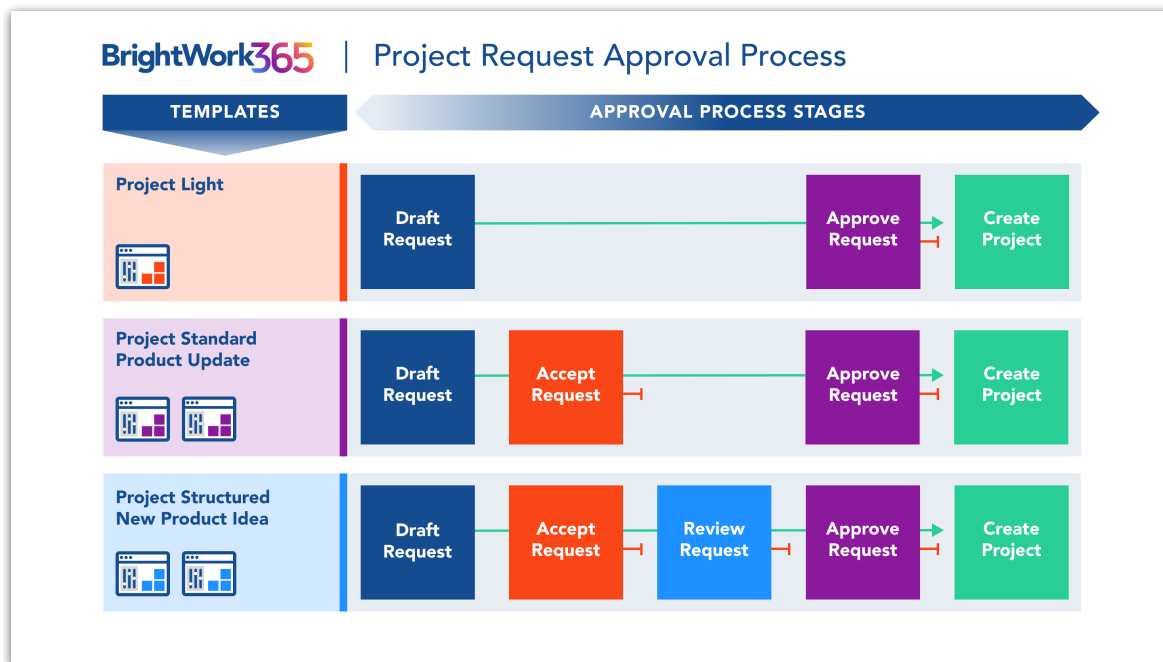 BrightWork365 | Project Request Approval Process
TEMPLATES
APPROVAL PROCESS STAGES
Project Light
Draft
Request
Approve
Request
Create
Project
Project Standard
Product Update
Draft
Request
Accept
Request
Approve
Request
Create
Project
Project Structured
New Product Idea
Draft
Request
Accept
Request
Review
Request
Approve
Request
Create
Project